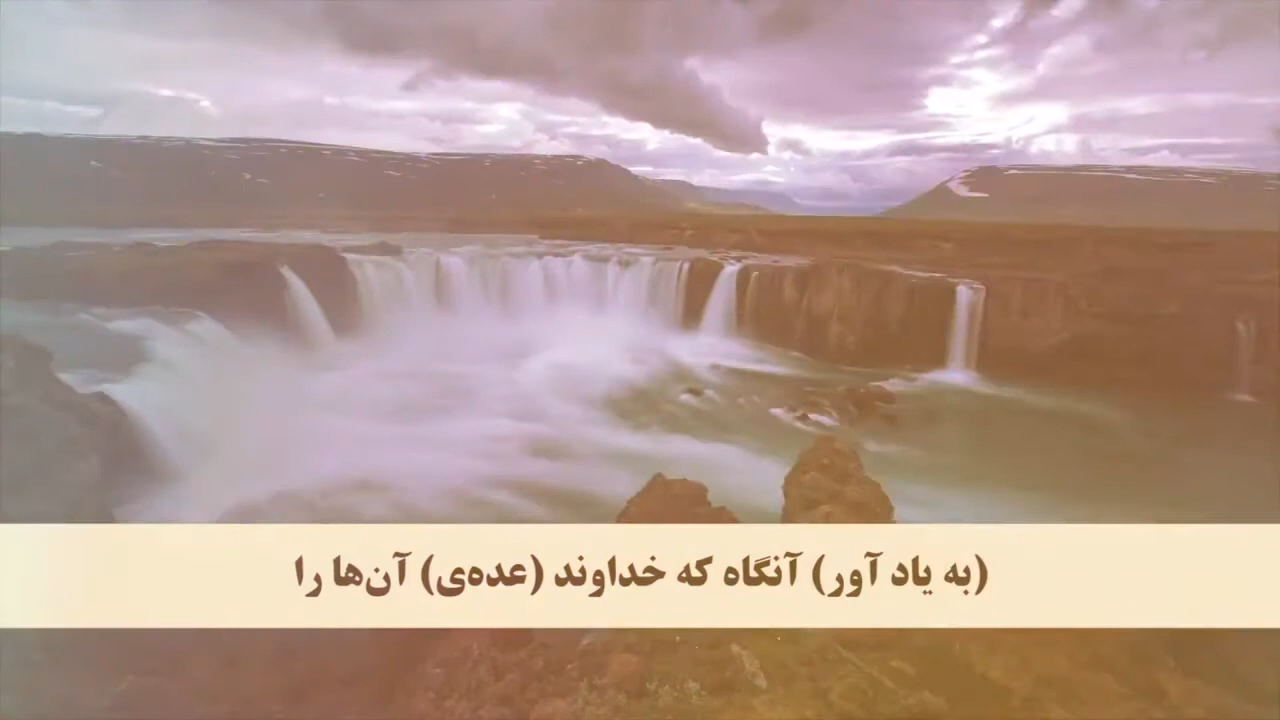 (به یاد آور) آنگاه که خداوند (عده‌ی) آن‌ها را